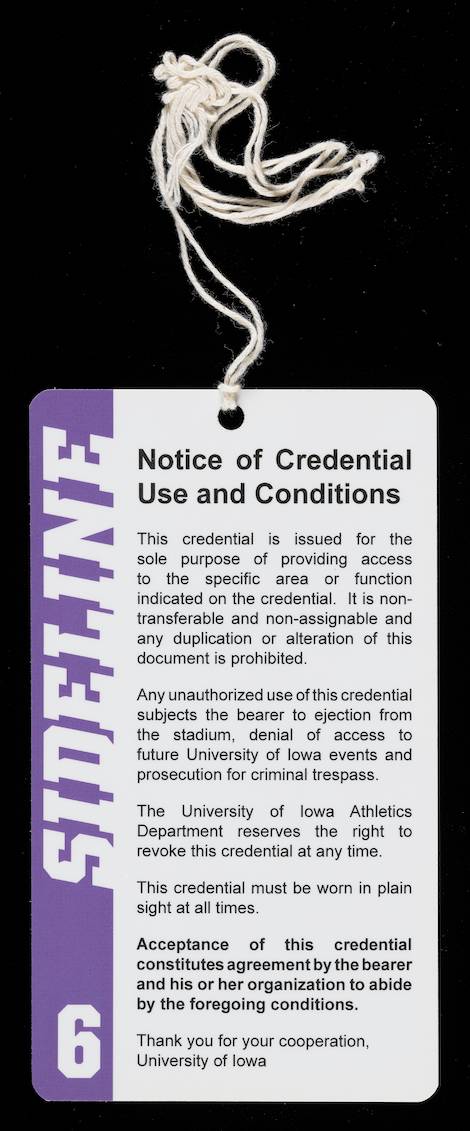 SIDELINE
6
Notice of Credential
Use and Conditions
This credential is issued for the
sole purpose of providing access
to the specific area or function
indicated on the credential. It is non-
transferable and non-assignable and
any duplication or alteration of this
document is prohibited.
Any unauthorized use of this credential
subjects the bearer to ejection from
the stadium, denial of access to
future University of Iowa events and
prosecution for criminal trespass.
The University of Iowa Athletics
Department reserves the right to
revoke this credential at any time.
This credential must be worn in plain
sight at all times.
Acceptance of this credential
constitutes agreement by the bearer
and his or her organization to abide
by the foregoing conditions.
Thank you for your cooperation,
University of Iowa